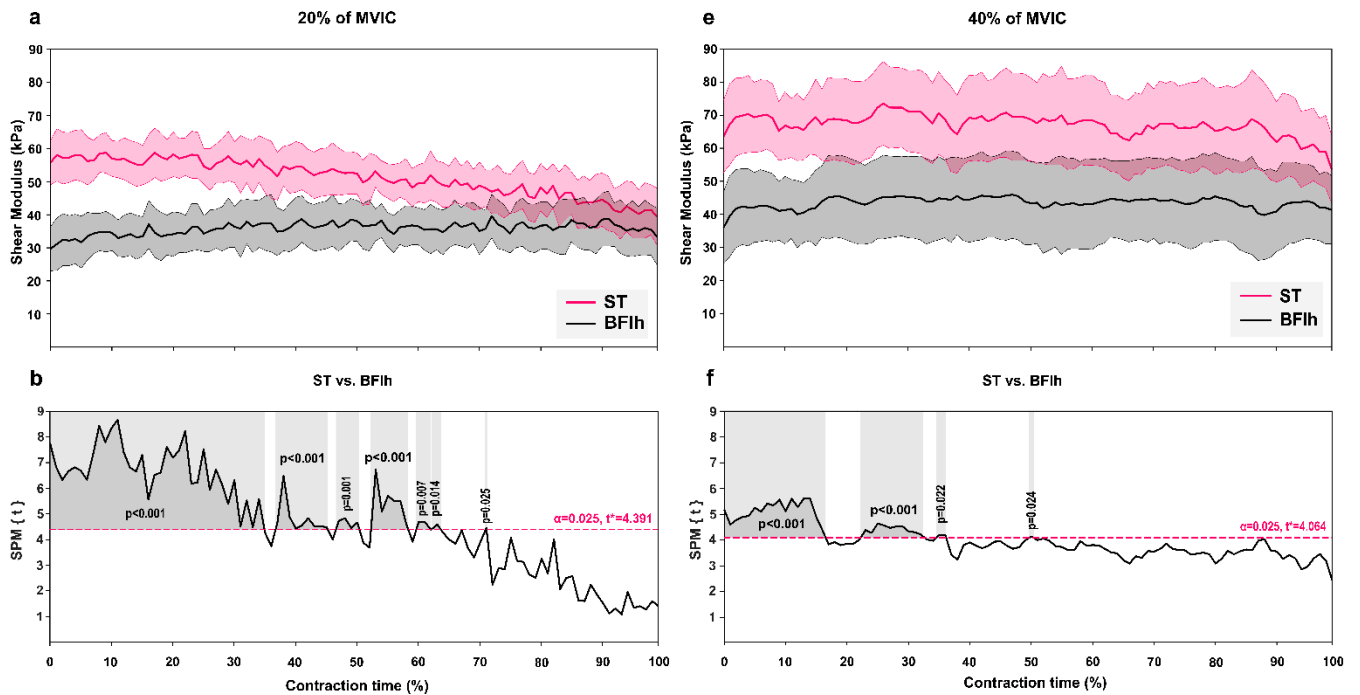 a
20% of MVIC
90
80
70
60
50
40
30
20
10
Shear Modulus (kPa)
ST
BFlh
b
ST vs. BFlh
9
8
7
6
5
4
3
2
1
SPM { t }
p<0.001
p<0.001
p=0.001
p<0.001
p=0.007
p=0.014
p=0.025
α=0.025, t*=4.391
0 10 20 30 40 50 60 70 80 90 100
Contraction time (%)
e
40% of MVIC
90
80
70
60
50
40
30
20
10
Shear Modulus (kPa)
ST
BFlh
f
ST vs. BFlh
9
8
7
6
5
4
3
2
1
SPM { t }
p<0.001
p<0.001
p=0.022
p=0.024
α=0.025, t*=4.064
0 10 20 30 40 50 60 70 80 90 100
Contraction time (%)